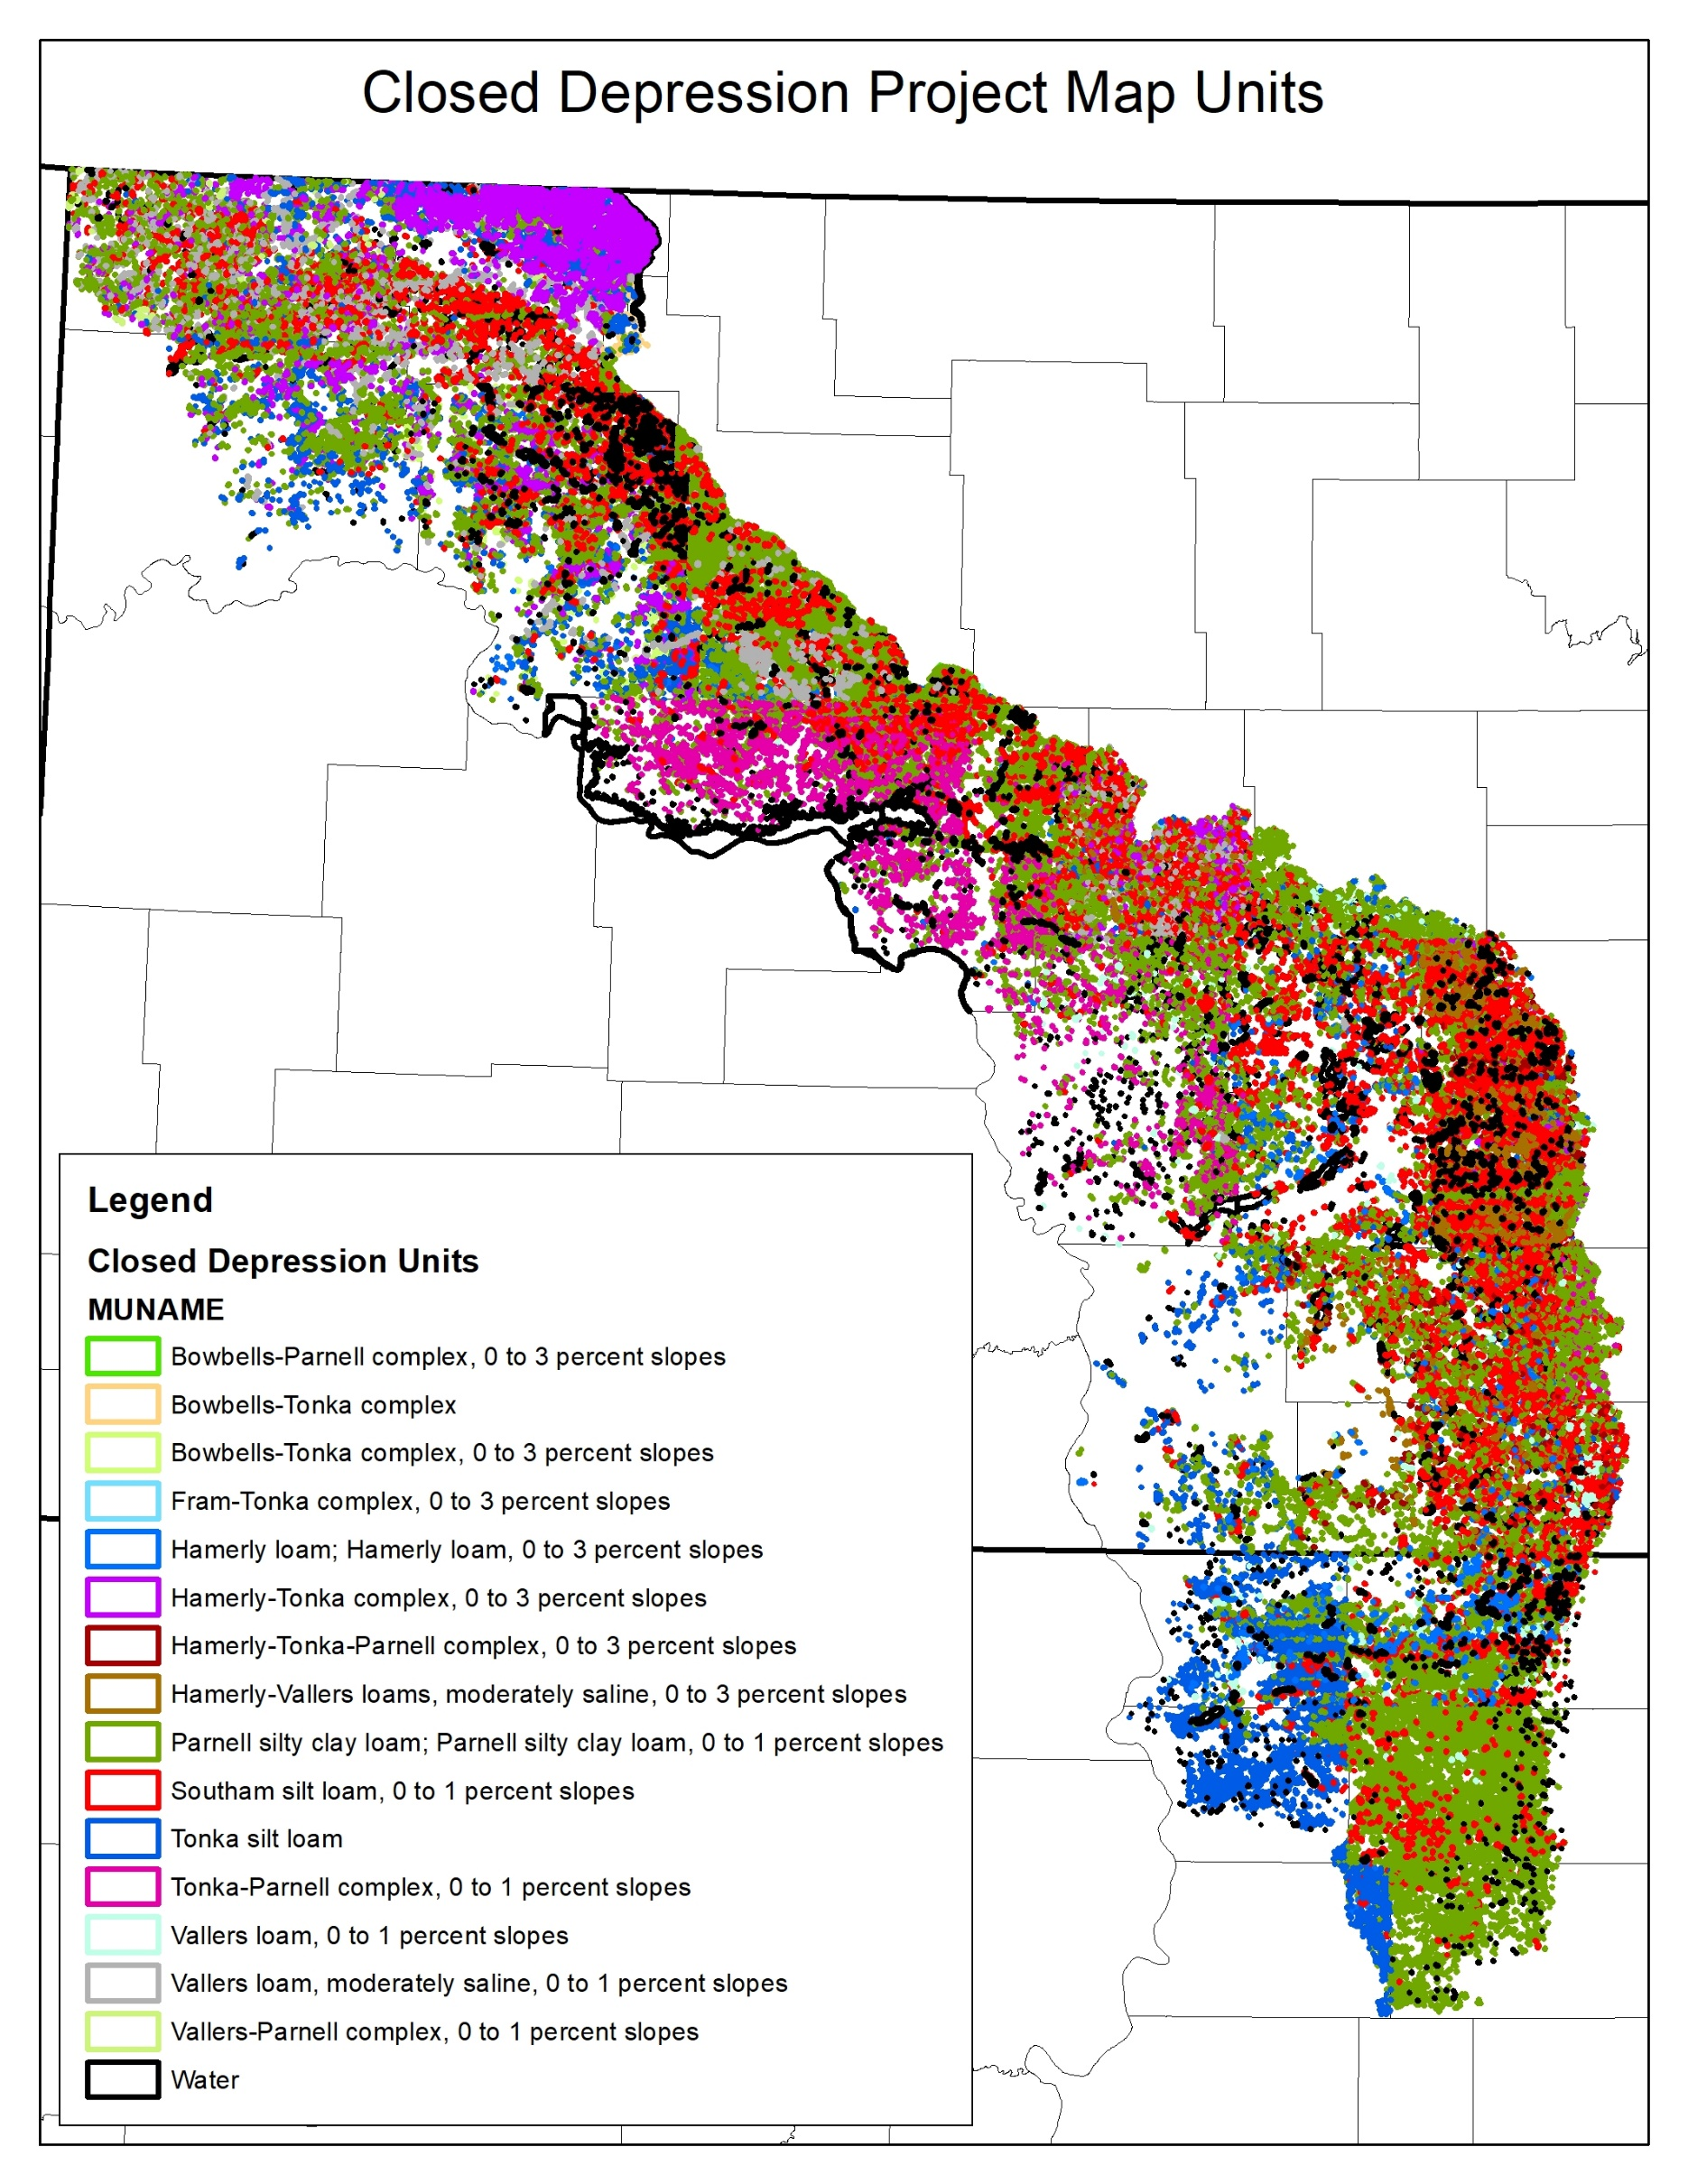 Closed Depression Project Map Units
Legend
Closed Depression Units
MUNAME
Bowbells-Parnell complex, 0 to 3 percent slopes
Bowbells-Tonka complex
Bowbells-Tonka complex, 0 to 3 percent slopes
Fram-Tonka complex, 0 to 3 percent slopes
Hamerly loam; Hamerly loam, 0 to 3 percent slopes
Hamerly-Tonka complex, 0 to 3 percent slopes
Hamerly-Tonka-Parnell complex, 0 to 3 percent slopes
Hamerly-Vallers loams, moderately saline, 0 to 3 percent slopes
Parnell silty clay loam; Parnell silty clay loam, 0 to 1 percent slopes
Southam silt loam, 0 to 1 percent slopes
Tonka silt loam
Tonka-Parnell complex, 0 to 1 percent slopes
Vallers loam, 0 to 1 percent slopes
Vallers loam, moderately saline, 0 to 1 percent slopes
Vallers-Parnell complex, 0 to 1 percent slopes
Water